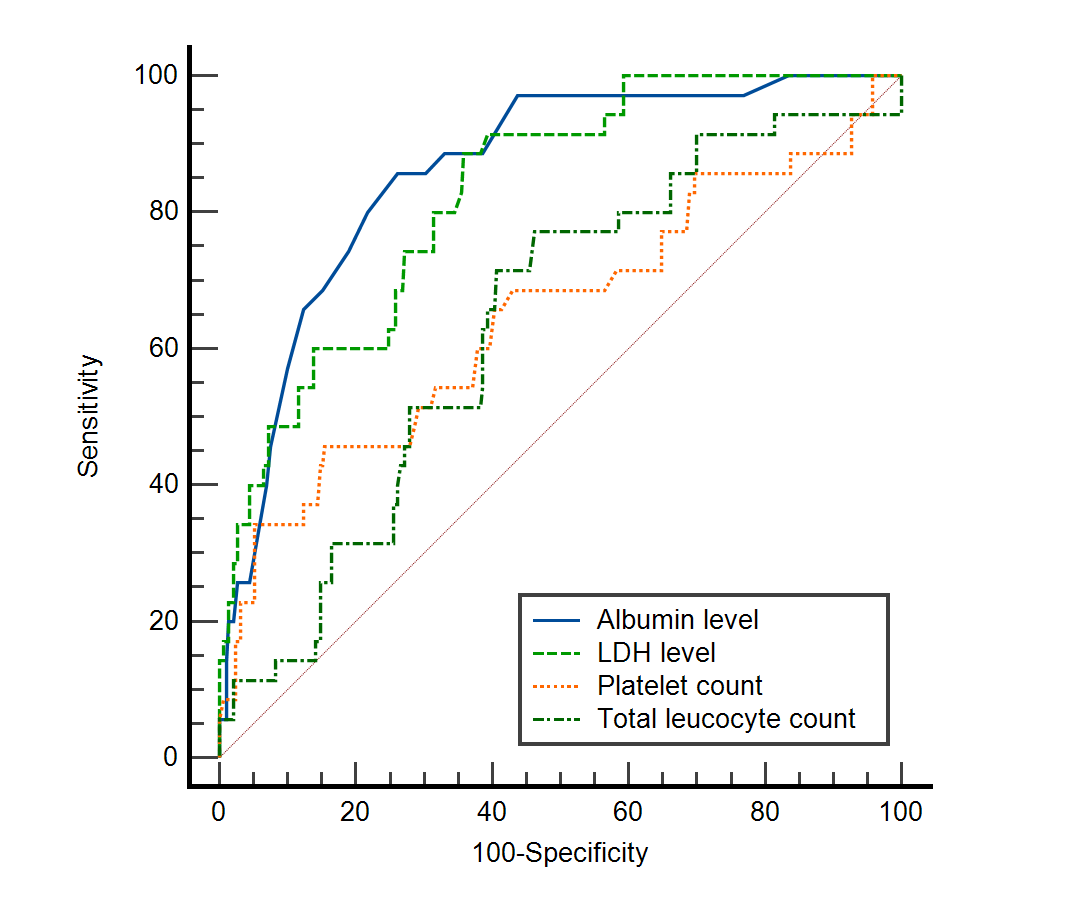 100
80
60
40
20
0
Sensitivity
Albumin level
LDH level
Platelet count
Total leucocyte count
0 20 40 60 80 100
100-Specificity